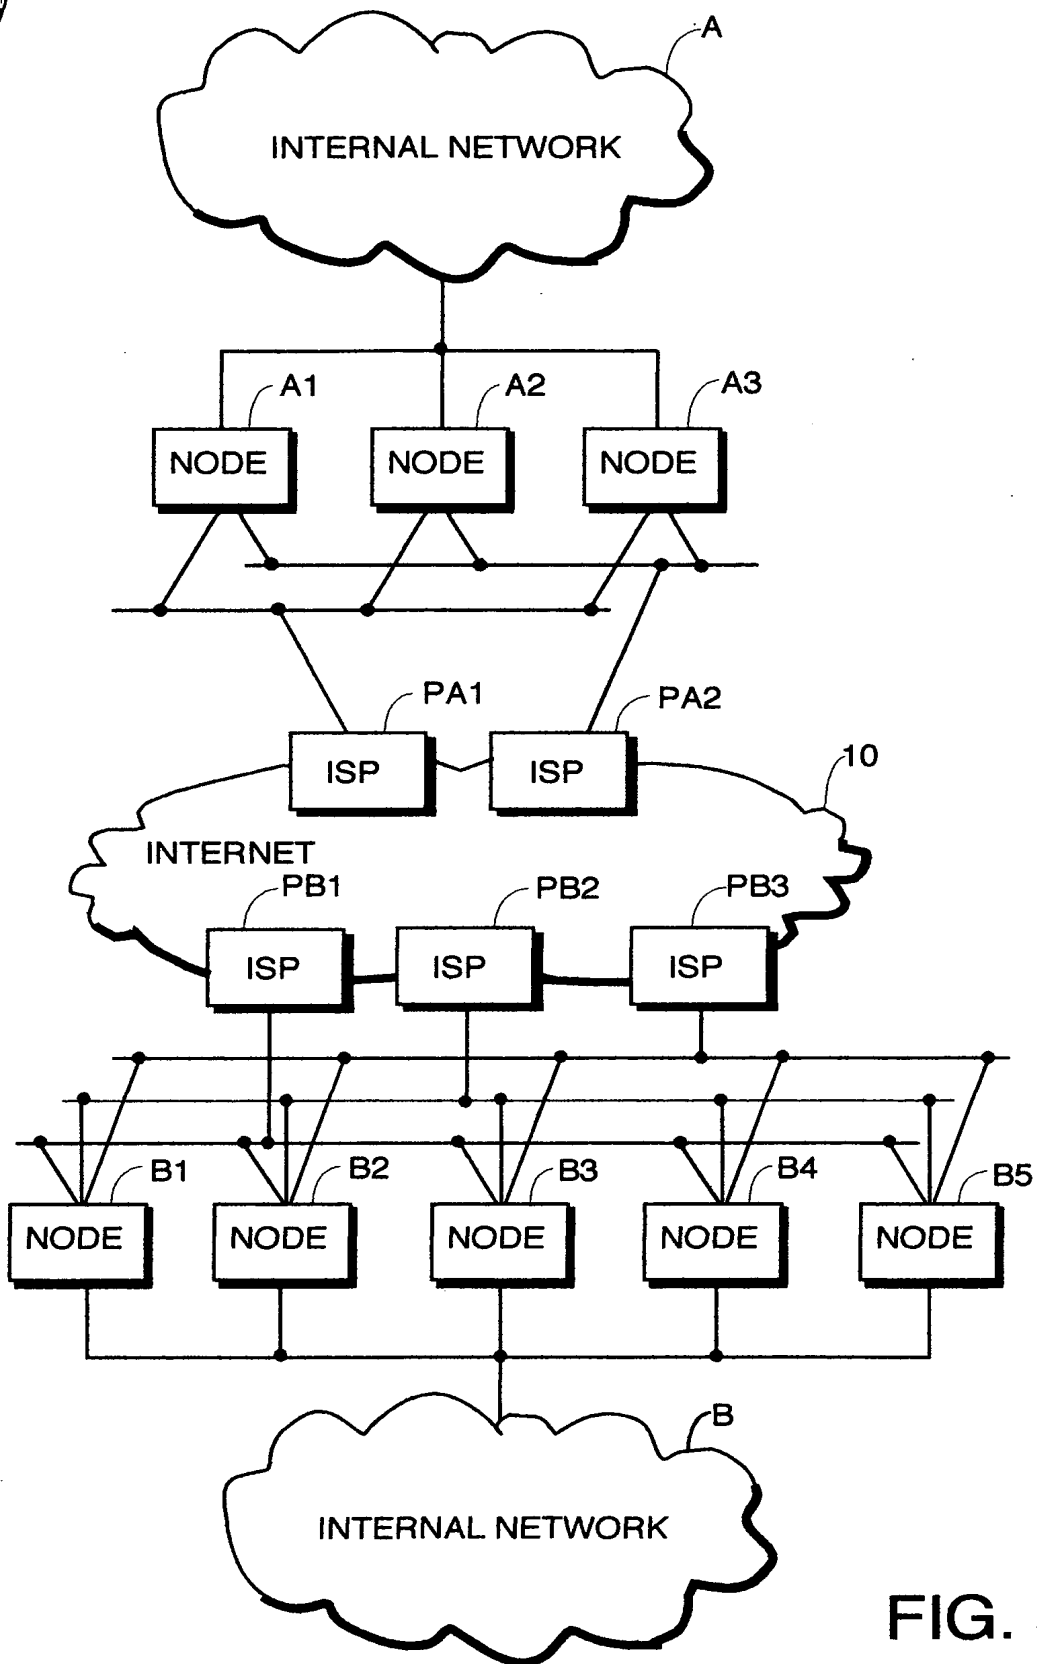 A
INTERNAL NETWORK
A1 A2 A3
NODE NODE NODE
PA1 PA2
ISP ISP
10
INTERNET
PB1 PB2 PB3
ISP ISP ISP
B1 B2 B3 B4 B5
NODE NODE NODE NODE NODE
B
INTERNAL NETWORK
FIG.